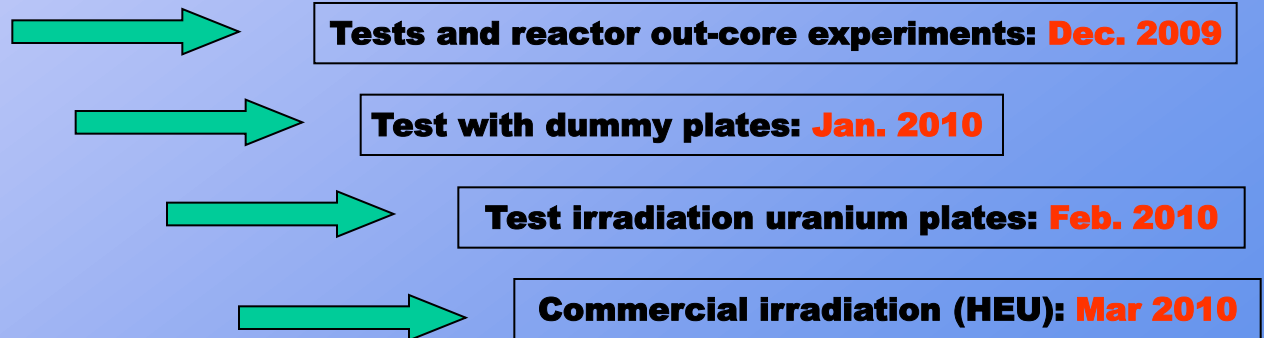 Tests and reactor out-core experiments: Dec. 2009
Test with dummy plates: Jan. 2010
Test irradiation uranium plates: Feb. 2010
Commercial irradiation (HEU): Mar 2010